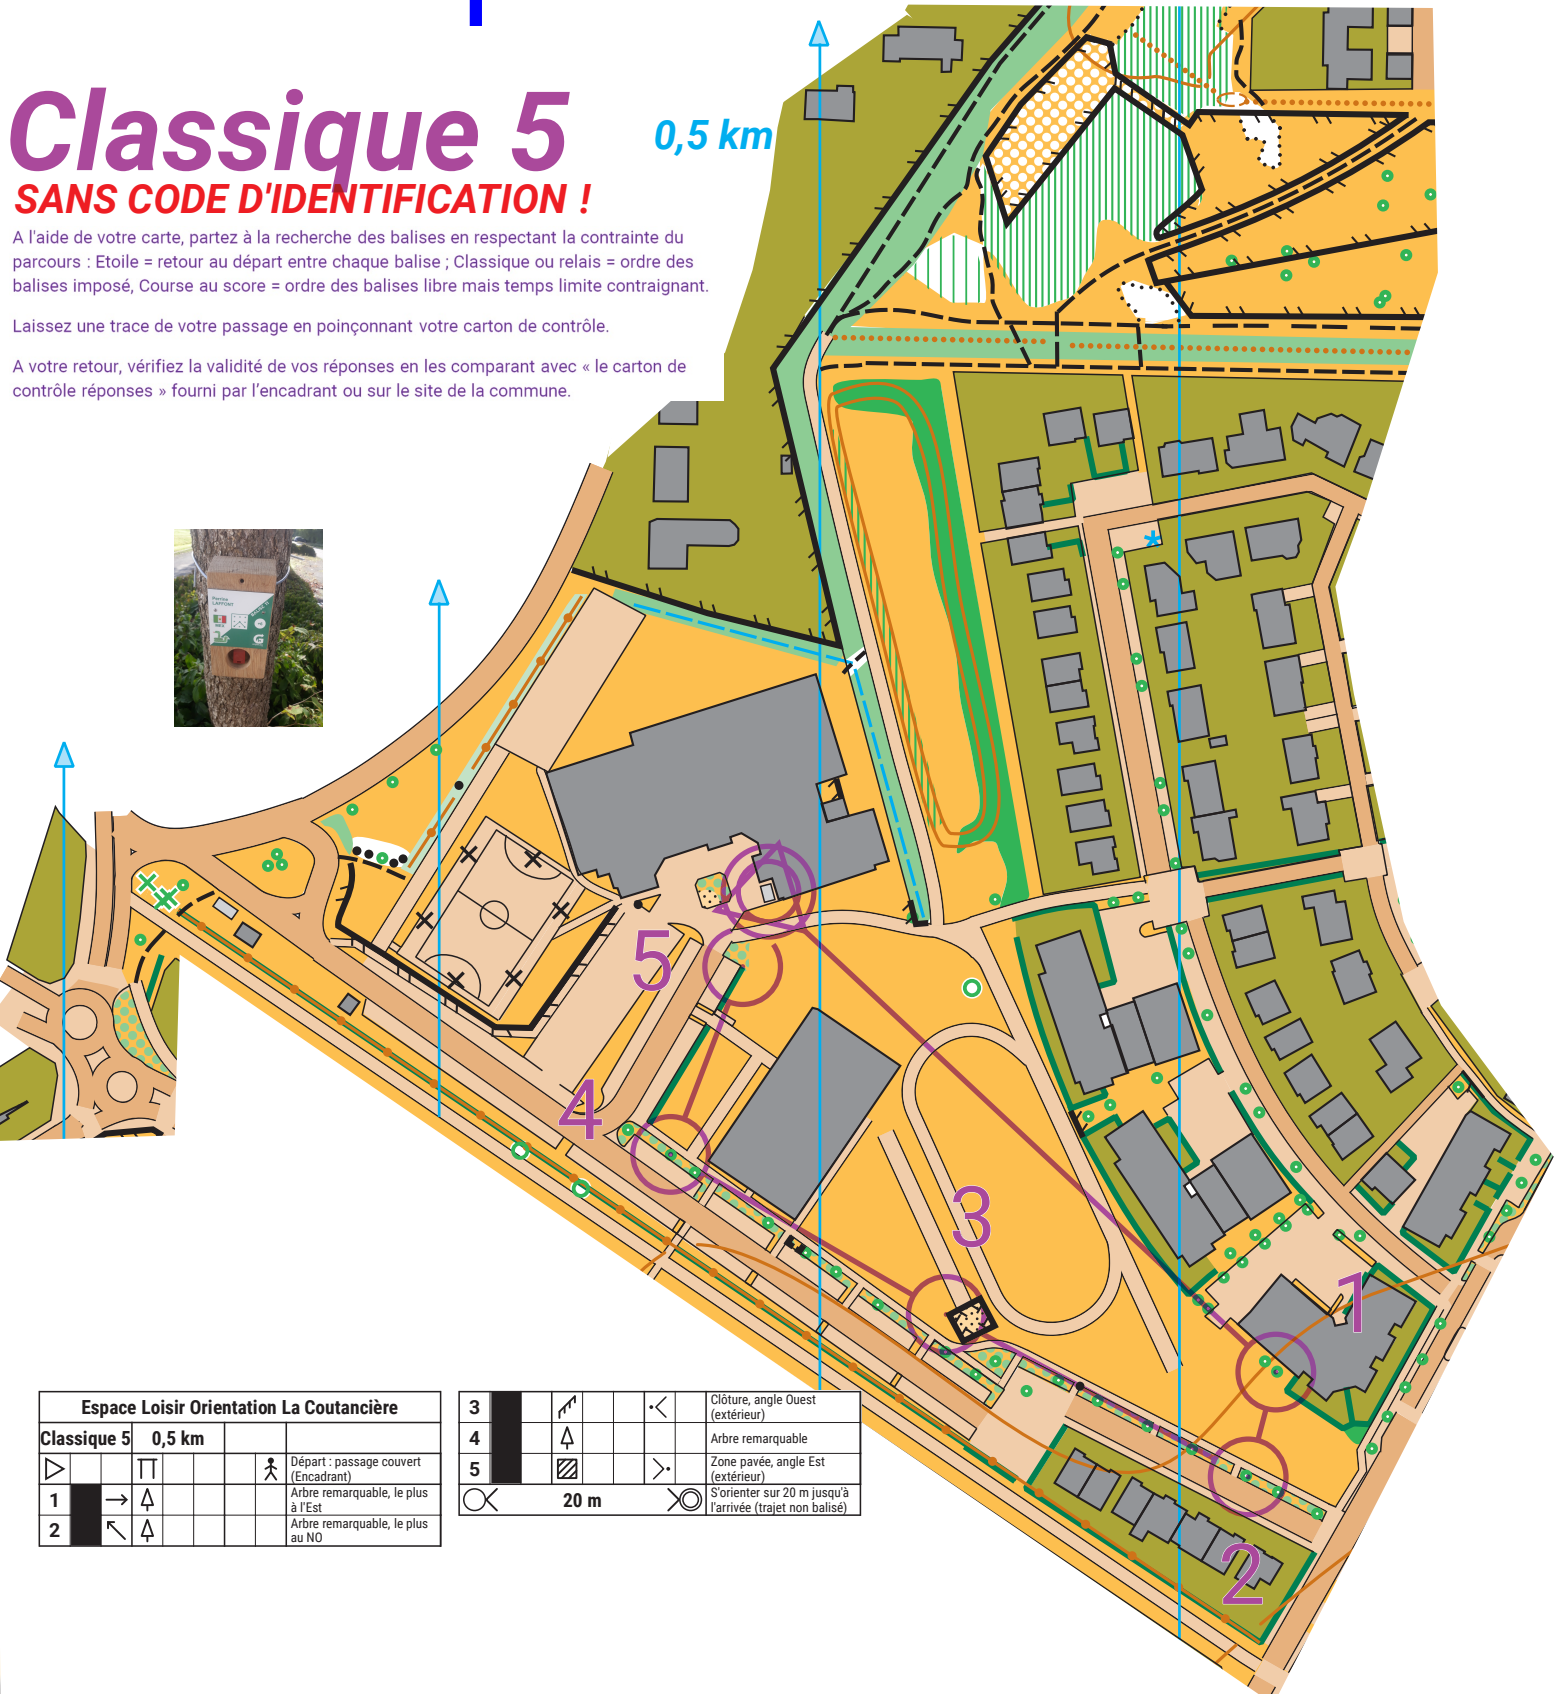 Classique 5
0,5 km
SANS CODE D'IDENTIFICATION !
A l'aide de votre carte, partez à la recherche des balises en respectant la contrainte du
parcours : Etoile = retour au départ entre chaque balise ; Classique ou relais = ordre des
balises imposé, Course au score = ordre des balises libre mais temps limite contraignant.
Laissez une trace de votre passage en poinçonnant votre carton de contrôle.
A votre retour, vérifiez la validité de vos réponses en les comparant avec « le carton de
contrôle réponses » fourni par l'encadrant ou sur le site de la commune.
5
4
3
1
2
Espace Loisir Orientation La Coutancière
Classique 5 0,5 km
Départ : passage couvert
(Encadrant)
1 Arbre remarquable, le plus
à l'Est
2 Arbre remarquable, le plus
au NO
3 Clôture, angle Ouest
(extérieur)
4 Arbre remarquable
5 Zone pavée, angle Est
(extérieur)
20 m S'orienter sur 20 m jusqu'à
l'arrivée (trajet non balisé)